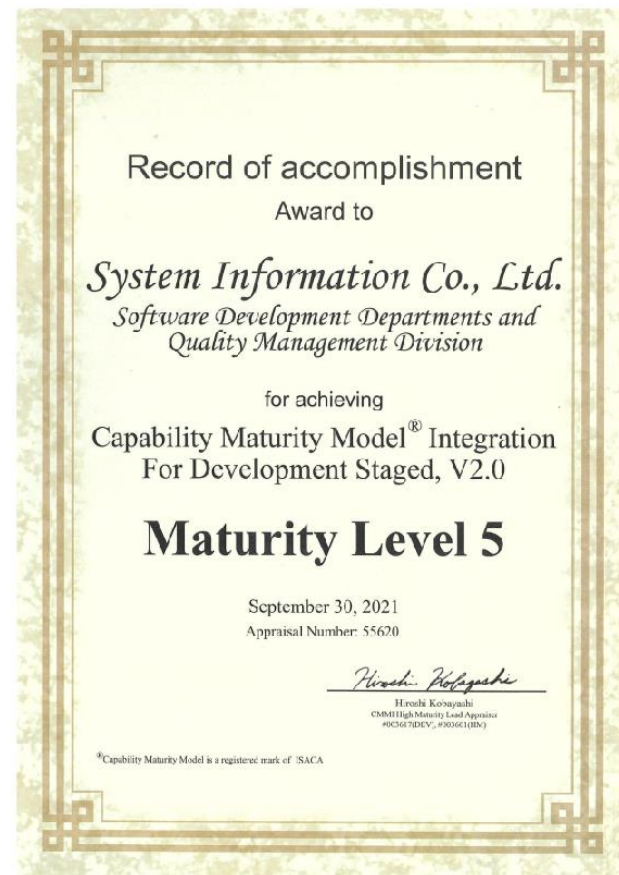 Record of accomplishment
Award to
System Information Co., Ltd.
Software Development Departments and
Quality Management Division
for achieving
Capability Maturity Model® Integration
For Development Staged, V2.0
Maturity Level 5
September 30, 2021
Appraisal Number: 55620
Hiroshi Kobayashi
Hiroshi Kobayashi
CMMI High Maturity Lead Appraiser
(DEV), (HM)
®Capability Maturity Model is a registered mark of ISACA